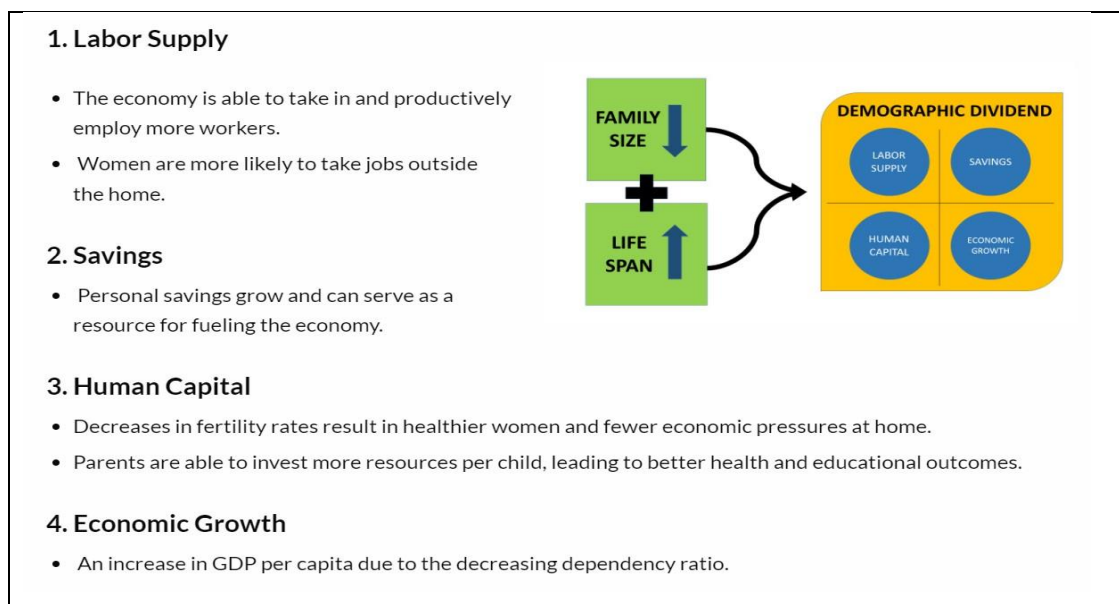 1. Labor Supply
• The economy is able to take in and productively
employ more workers.
• Women are more likely to take jobs outside
the home.
2. Savings
• Personal savings grow and can serve as a
resource for fueling the economy.
3. Human Capital
• Decreases in fertility rates result in healthier women and fewer economic pressures at home.
• Parents are able to invest more resources per child, leading to better health and educational outcomes.
4. Economic Growth
• An increase in GDP per capita due to the decreasing dependency ratio.
FAMILY
SIZE
LIFE
SPAN
DEMOGRAPHIC DIVIDEND
LABOR
SUPPLY
SAVINGS
HUMAN
CAPITAL
ECONOMIC
GROWTH